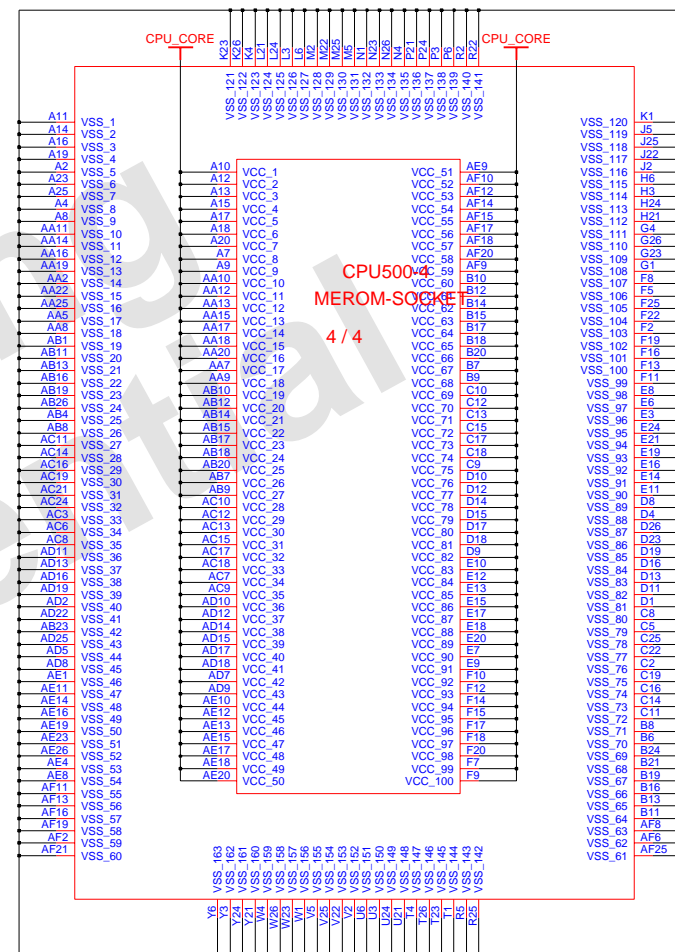 CPU_CORE
CPU_CORE
K23 VSS_121
K26 VSS_122
K4 VSS_123
L21 VSS_124
L24 VSS_125
L3 VSS_126
L6 VSS_127
M2 VSS_128
M22 VSS_129
M25 VSS_130
M5 VSS_131
N1 VSS_132
N23 VSS_133
N26 VSS_134
N4 VSS_135
P21 VSS_136
P24 VSS_137
P3 VSS_138
P6 VSS_139
R2 VSS_140
R22 VSS_141
A11 VSS_1
A14 VSS_2
A16 VSS_3
A19 VSS_4
A2 VSS_5
A23 VSS_6
A25 VSS_7
A4 VSS_8
A8 VSS_9
AA11 VSS_10
AA14 VSS_11
AA16 VSS_12
AA19 VSS_13
AA2 VSS_14
AA22 VSS_15
AA25 VSS_16
AA5 VSS_17
AA8 VSS_18
AB1 VSS_19
AB11 VSS_20
AB13 VSS_21
AB16 VSS_22
AB19 VSS_23
AB26 VSS_24
AB4 VSS_25
AB8 VSS_26
AC11 VSS_27
AC14 VSS_28
AC16 VSS_29
AC19 VSS_30
AC21 VSS_31
AC24 VSS_32
AC3 VSS_33
AC6 VSS_34
AC8 VSS_35
AD11 VSS_36
AD13 VSS_37
AD16 VSS_38
AD19 VSS_39
AD2 VSS_40
AD22 VSS_41
AB23 VSS_42
AD25 VSS_43
AD5 VSS_44
AD8 VSS_45
AE1 VSS_46
AE11 VSS_47
AE14 VSS_48
AE16 VSS_49
AE19 VSS_50
AE23 VSS_51
AE26 VSS_52
AE4 VSS_53
AE8 VSS_54
AF11 VSS_55
AF13 VSS_56
AF16 VSS_57
AF19 VSS_58
AF2 VSS_59
AF21 VSS_60
A10 VCC_1
A12 VCC_2
A13 VCC_3
A15 VCC_4
A17 VCC_5
A18 VCC_6
A20 VCC_7
A7 VCC_8
A9 VCC_9
AA10 VCC_10
AA12 VCC_11
AA13 VCC_12
AA15 VCC_13
AA17 VCC_14
AA18 VCC_15
AA20 VCC_16
AA7 VCC_17
AA9 VCC_18
AB10 VCC_19
AB12 VCC_20
AB14 VCC_21
AB15 VCC_22
AB17 VCC_23
AB18 VCC_24
AB20 VCC_25
AB7 VCC_26
AB9 VCC_27
AC10 VCC_28
AC12 VCC_29
AC13 VCC_30
AC15 VCC_31
AC17 VCC_32
AC18 VCC_33
AC7 VCC_34
AC9 VCC_35
AD10 VCC_36
AD12 VCC_37
AD14 VCC_38
AD15 VCC_39
AD17 VCC_40
AD18 VCC_41
AD7 VCC_42
AD9 VCC_43
AE10 VCC_44
AE12 VCC_45
AE13 VCC_46
AE15 VCC_47
AE17 VCC_48
AE18 VCC_49
AE20 VCC_50
CPU500-4
MEROM-SOCKET
4 / 4
VCC_51 AE9
VCC_52 AF10
VCC_53 AF12
VCC_54 AF14
VCC_55 AF15
VCC_56 AF17
VCC_57 AF18
VCC_58 AF20
VCC_59 AF9
VCC_60 B10
VCC_61 B12
VCC_62 B14
VCC_63 B15
VCC_64 B17
VCC_65 B18
VCC_66 B20
VCC_67 B7
VCC_68 B9
VCC_69 C10
VCC_70 C12
VCC_71 C13
VCC_72 C15
VCC_73 C17
VCC_74 C18
VCC_75 C9
VCC_76 D10
VCC_77 D12
VCC_78 D14
VCC_79 D15
VCC_80 D17
VCC_81 D18
VCC_82 D9
VCC_83 E10
VCC_84 E12
VCC_85 E13
VCC_86 E15
VCC_87 E17
VCC_88 E18
VCC_89 E20
VCC_90 E7
VCC_91 E9
VCC_92 F10
VCC_93 F12
VCC_94 F14
VCC_95 F15
VCC_96 F17
VCC_97 F18
VCC_98 F20
VCC_99 F7
VCC_100 F9
VSS_120 K1
VSS_119 J5
VSS_118 J25
VSS_117 J22
VSS_116 J2
VSS_115 H6
VSS_114 H3
VSS_113 H24
VSS_112 H21
VSS_111 G4
VSS_110 G26
VSS_109 G23
VSS_108 G1
VSS_107 F8
VSS_106 F5
VSS_105 F25
VSS_104 F22
VSS_103 F2
VSS_102 F19
VSS_101 F16
VSS_100 F13
VSS_99 F11
VSS_98 E8
VSS_97 E6
VSS_96 E3
VSS_95 E24
VSS_94 E21
VSS_93 E19
VSS_92 E16
VSS_91 E14
VSS_90 E11
VSS_89 D8
VSS_88 D4
VSS_87 D26
VSS_86 D23
VSS_85 D19
VSS_84 D16
VSS_83 D13
VSS_82 D11
VSS_81 D1
VSS_80 C8
VSS_79 C5
VSS_78 C25
VSS_77 C22
VSS_76 C2
VSS_75 C19
VSS_74 C16
VSS_73 C14
VSS_72 C11
VSS_71 B8
VSS_70 B6
VSS_69 B24
VSS_68 B21
VSS_67 B19
VSS_66 B16
VSS_65 B13
VSS_64 B11
VSS_63 AF8
VSS_62 AF6
VSS_61 AF25
Y6 VSS_163
Y3 VSS_162
Y24 VSS_161
Y21 VSS_160
W4 VSS_159
W26 VSS_158
W23 VSS_157
W1 VSS_156
V5 VSS_155
V25 VSS_154
V22 VSS_153
V2 VSS_152
U6 VSS_151
U3 VSS_150
U24 VSS_149
U21 VSS_148
T4 VSS_147
T26 VSS_146
T23 VSS_145
T1 VSS_144
R5 VSS_143
R25 VSS_142